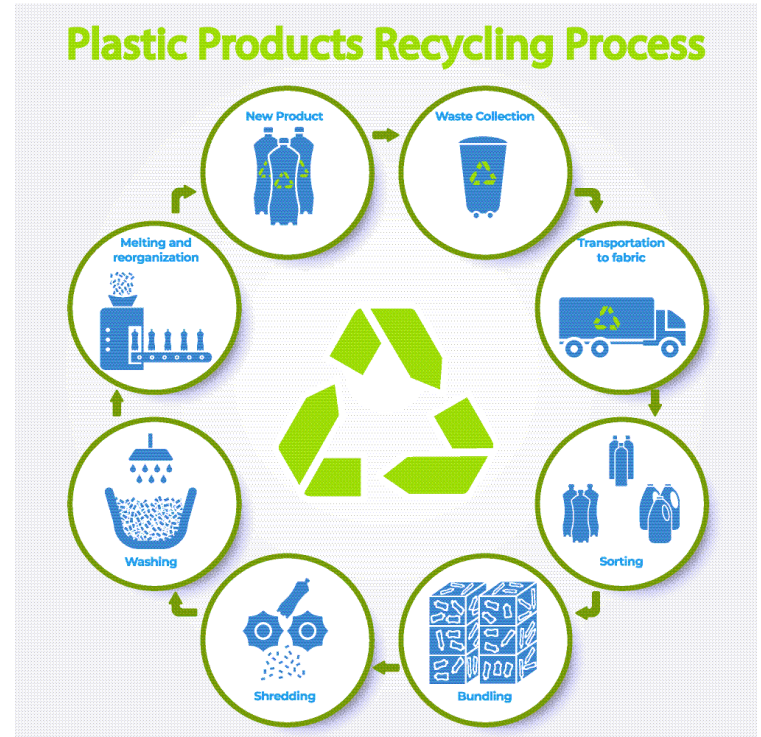 Plastic Products Recycling Process
New Product
Waste Collection
Transportation
to fabric
Sorting
Bundling
Shredding
Washing
Melting and
reorganization